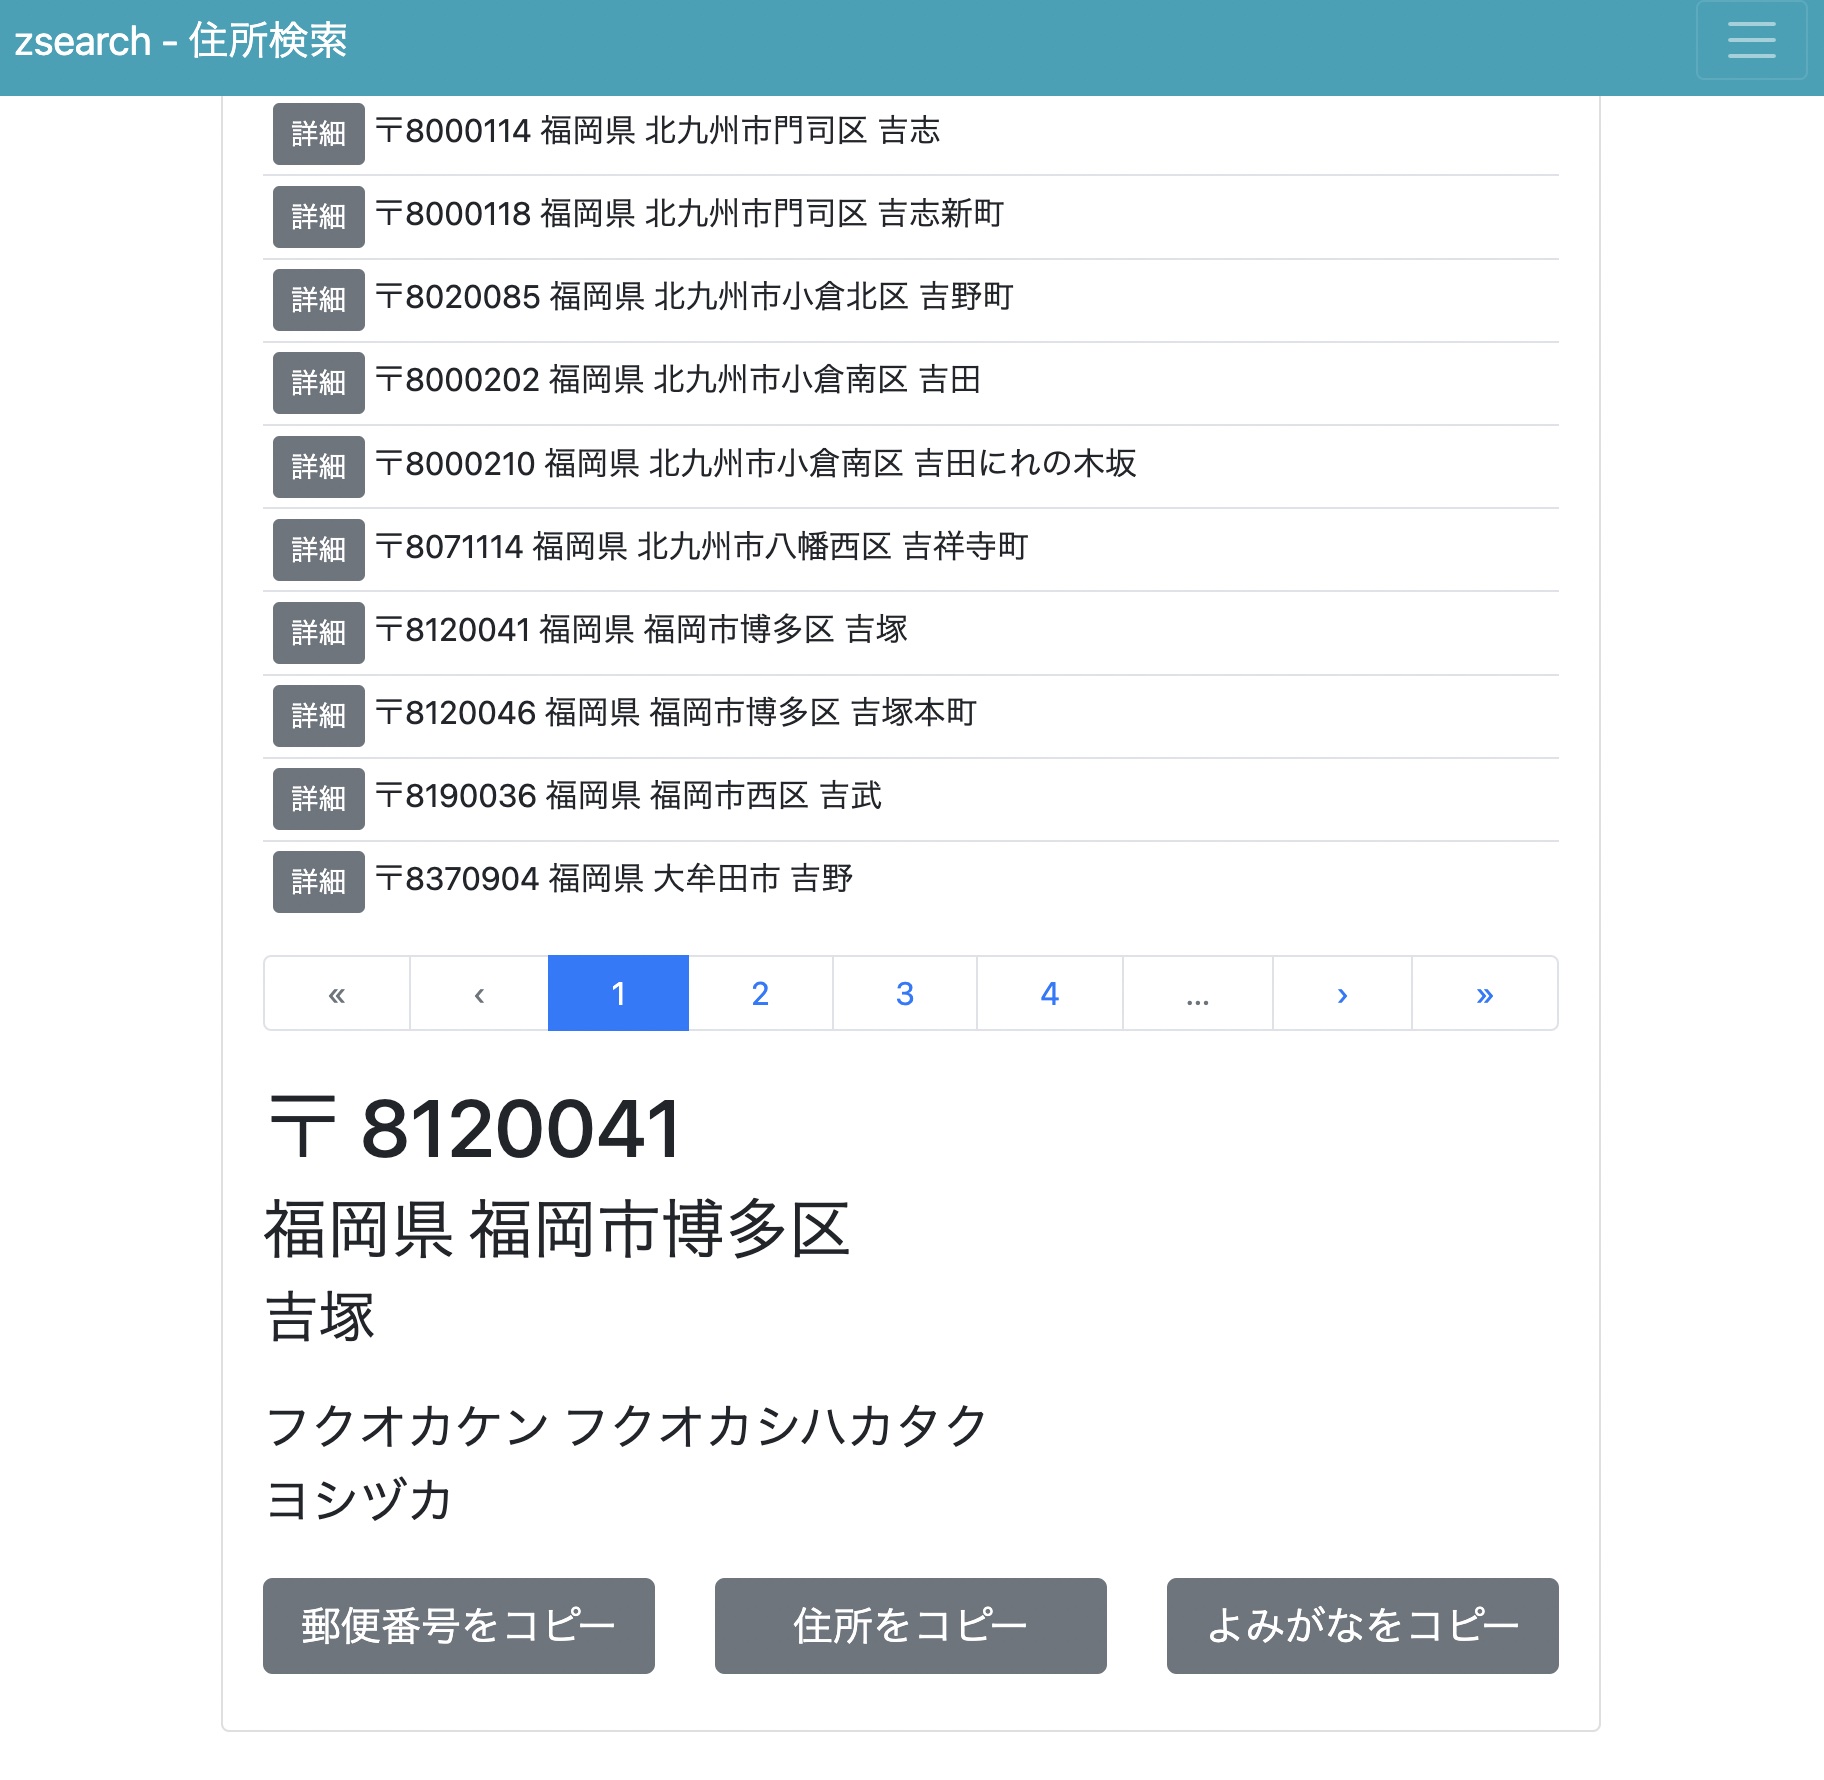 zsearch - 住所検索
詳細 〒8000114 福岡県 北九州市門司区 吉志
詳細 〒8000118 福岡県 北九州市門司区 吉志新町
詳細 〒8020085 福岡県 北九州市小倉北区 吉野町
詳細 〒8000202 福岡県 北九州市小倉南区 吉田
詳細 〒8000210 福岡県 北九州市小倉南区 吉田にれの木坂
詳細 〒8071114 福岡県 北九州市八幡西区 吉祥寺町
詳細 〒8120041 福岡県 福岡市博多区 吉塚
詳細 〒8120046 福岡県 福岡市博多区 吉塚本町
詳細 〒8190036 福岡県 福岡市西区 吉武
詳細 〒8370904 福岡県 大牟田市 吉野
« ‹ 1 2 3 4 ... › »
〒 8120041
福岡県 福岡市博多区
吉塚
フクオカケン フクオカシハカタク
ヨシヅカ
郵便番号をコピー 住所をコピー よみがなをコピー